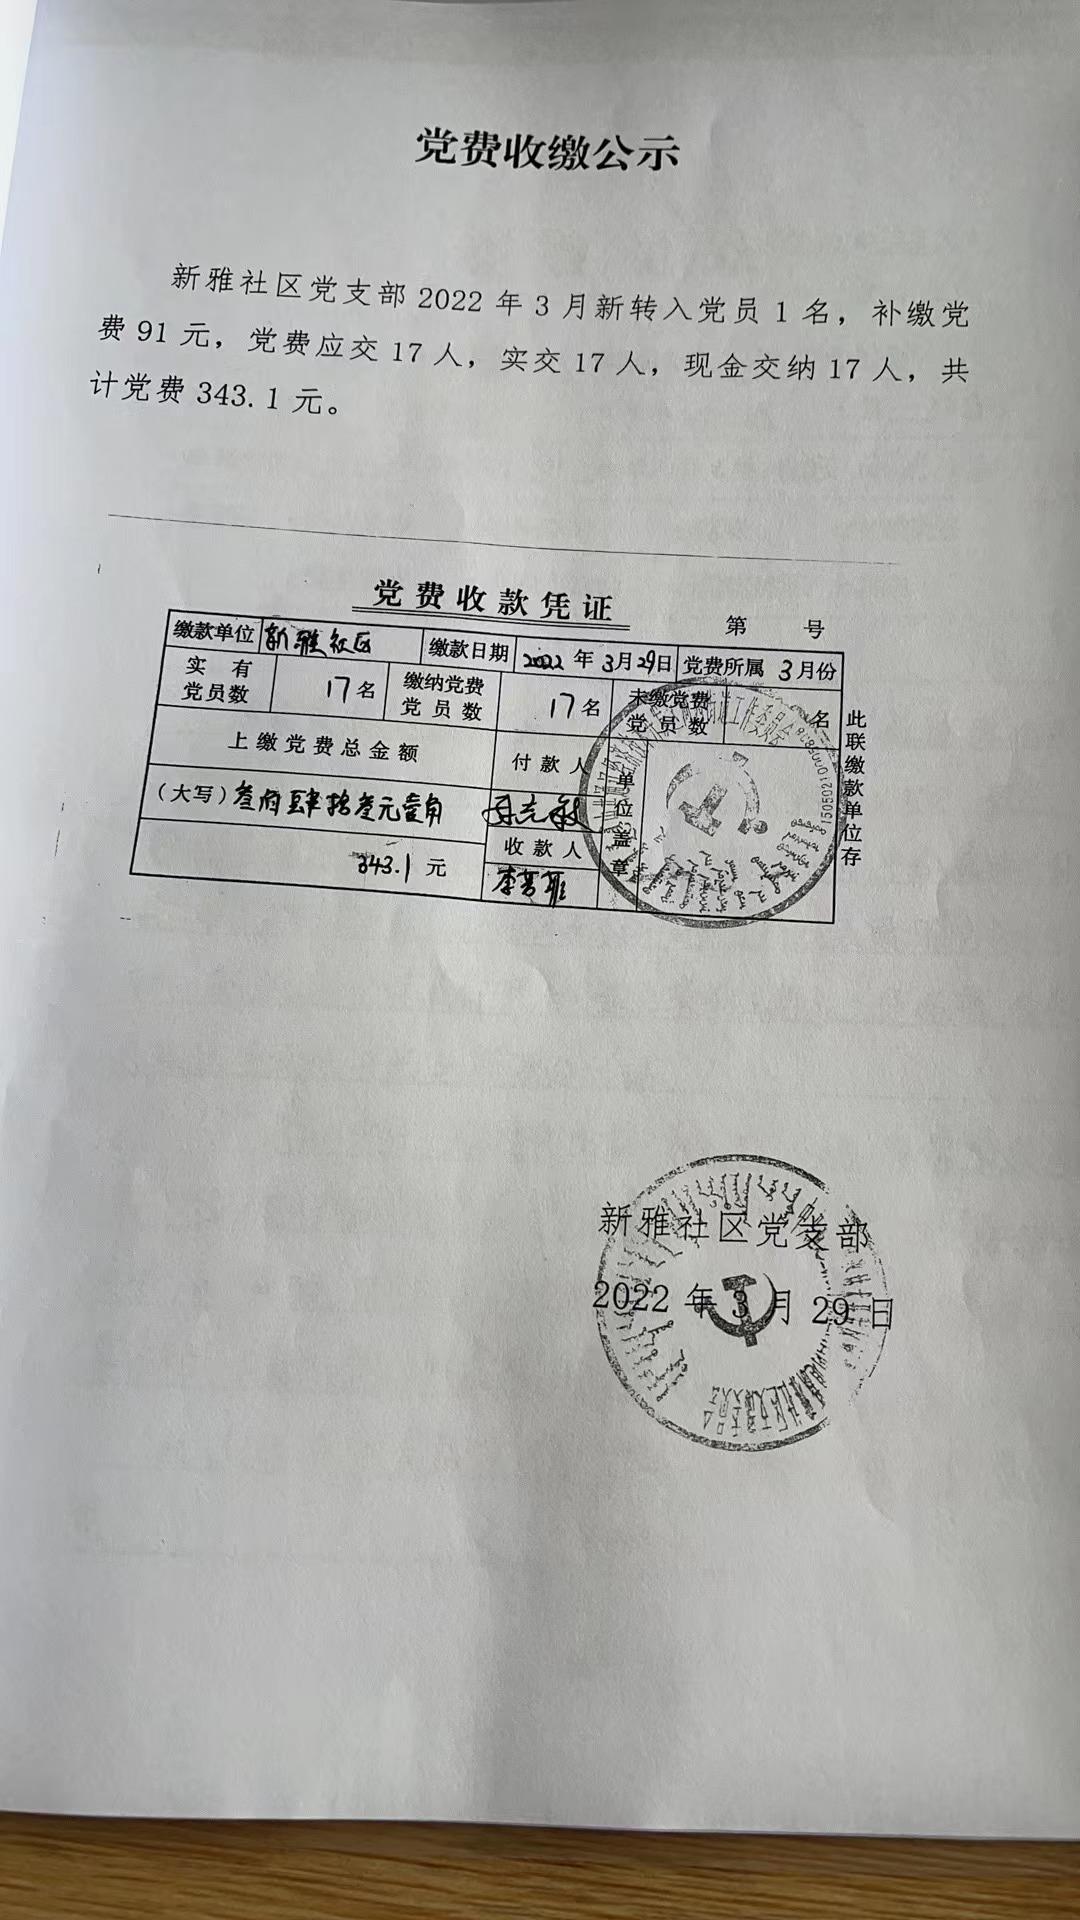 党费收缴公示
新雅社区党支部 2022 年 3 月新转入党员 1 名，补缴党
费 91 元，党费应交 17 人，实交 17 人，现金交纳 17 人，共
计党费 343.1 元。
党费收款凭证
第 号
缴款单位 新雅社区 缴款日期 2022 年 3月29日 党费所属 3月份
实有党员数 17名 缴纳党费党员数 17名 未缴党费党员数 名
上缴党费总金额 付款人 单位盖章
（大写）叁佰肆拾叁元壹角
收款人
343.1 元
此联缴款单位存
新雅社区党支部
2022 年 3 月 29 日